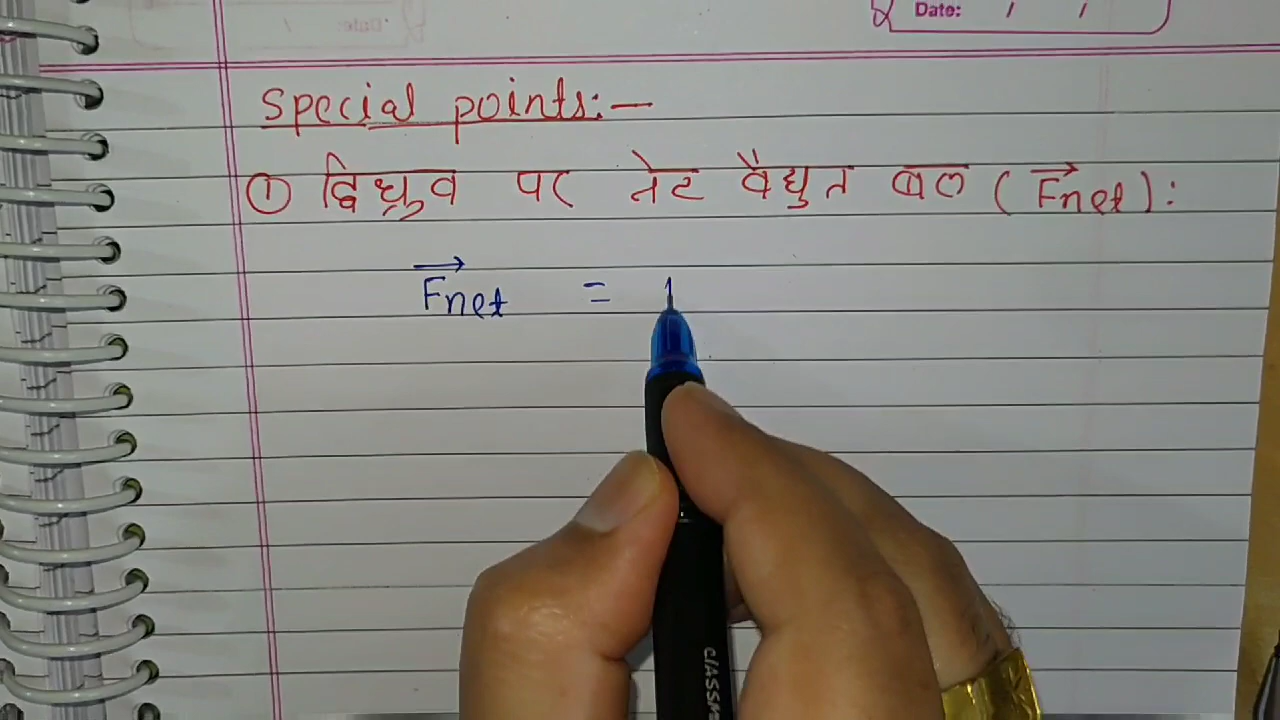 Date: / /
Special points:-
① द्विध्रुव पर नेट वैद्युत बल (F⃗net):
F⃗net = 1